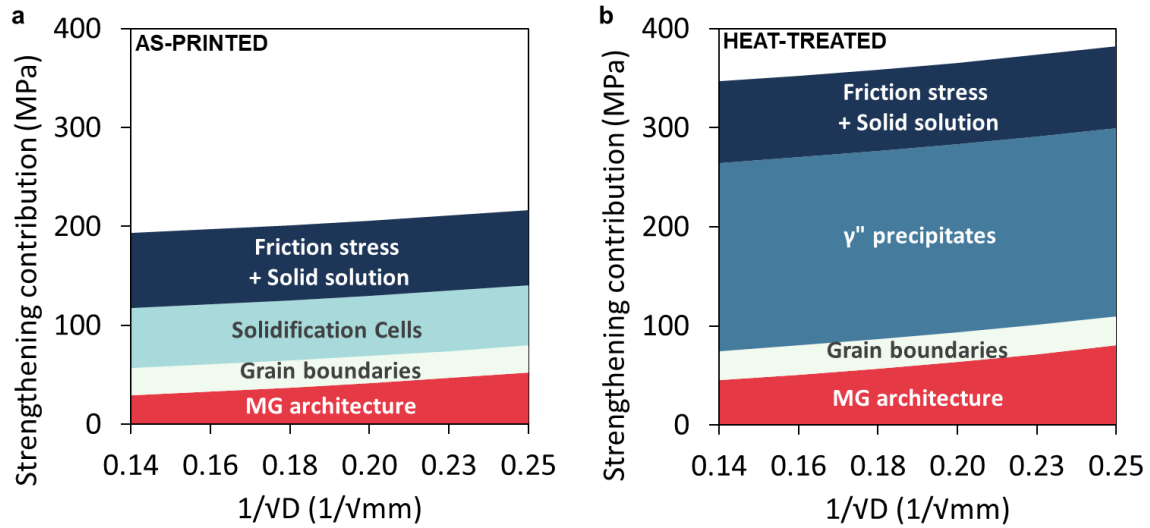 a
AS-PRINTED
Strengthening contribution (MPa)
400
300
200
100
0
Friction stress
+ Solid solution
Solidification Cells
Grain boundaries
MG architecture
0.14 0.16 0.18 0.20 0.23 0.25
1/√D (1/√mm)
b
HEAT-TREATED
Strengthening contribution (MPa)
400
300
200
100
0
Friction stress
+ Solid solution
γ" precipitates
Grain boundaries
MG architecture
0.14 0.16 0.18 0.20 0.23 0.25
1/√D (1/√mm)